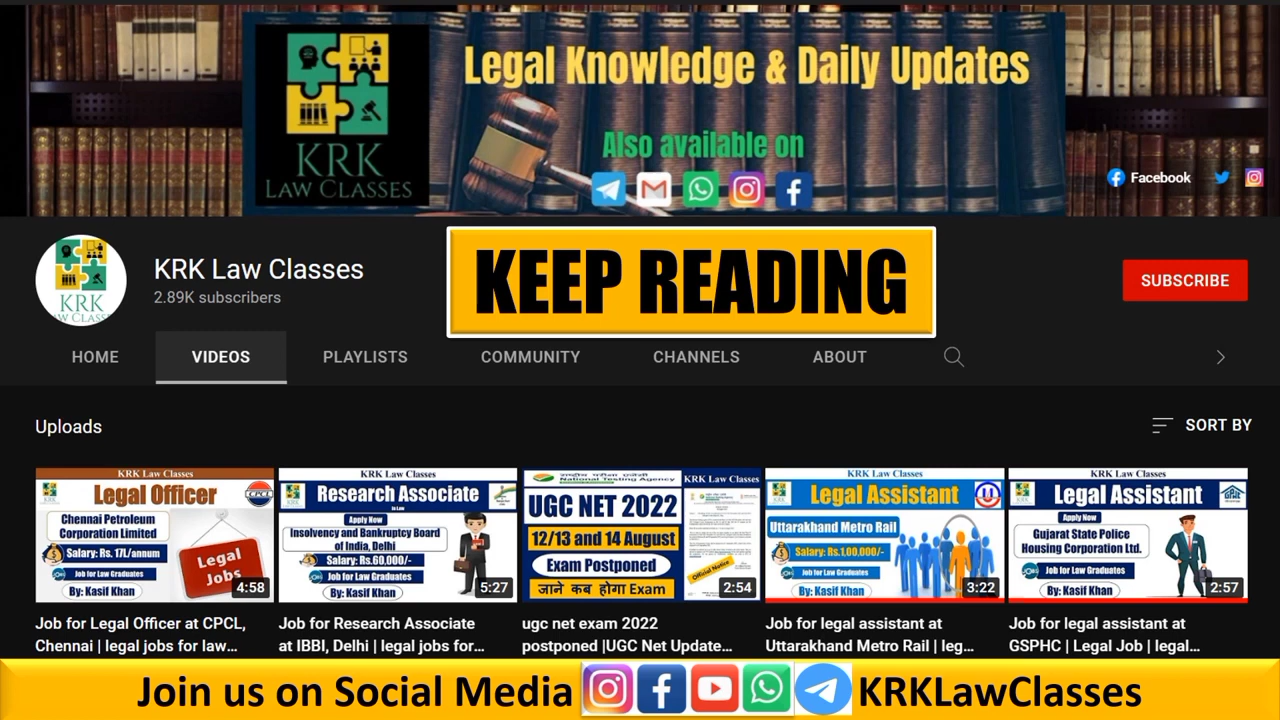 Legal Knowledge & Daily Updates
Also available on
KRK
LAW CLASSES
Facebook
KRK Law Classes
2.89K subscribers
KEEP READING
SUBSCRIBE
KRK
HOME
VIDEOS
PLAYLISTS
COMMUNITY
CHANNELS
ABOUT
Uploads
SORT BY
KRK Law Classes
Legal Officer
CPCL
Chennai Petroleum
Corporation Limited
Salary: Rs. 17L/annum
Job for Law Graduates
By: Kasif Khan
Legal
Jobs
4:58
Job for Legal Officer at CPCL,
Chennai | legal jobs for law...
KRK Law Classes
Research Associate
in Law
Apply Now
Insolvency and Bankruptcy Board
of India, Delhi
Salary: Rs.60,000/-
Job for Law Graduates
By: Kasif Khan
5:27
Job for Research Associate
at IBBI, Delhi | legal jobs for...
राष्ट्रीय परीक्षा एजेंसी
National Testing Agency
KRK Law Classes
UGC NET 2022
12/13 and 14 August
Exam Postponed
जाने कब होगा Exam
Official Notice
2:54
ugc net exam 2022
postponed |UGC Net Update...
KRK Law Classes
Legal Assistant
Uttarakhand Metro Rail
Salary: Rs.1,00,000/-
Job for Law Graduates
By: Kasif Khan
3:22
Job for legal assistant at
Uttarakhand Metro Rail | leg...
KRK Law Classes
Legal Assistant
Apply Now
Gujarat State Police
Housing Corporation Ltd.
Job for Law Graduates
By: Kasif Khan
2:57
Job for legal assistant at
GSPHC | Legal Job | legal...
Join us on Social Media KRKLawClasses